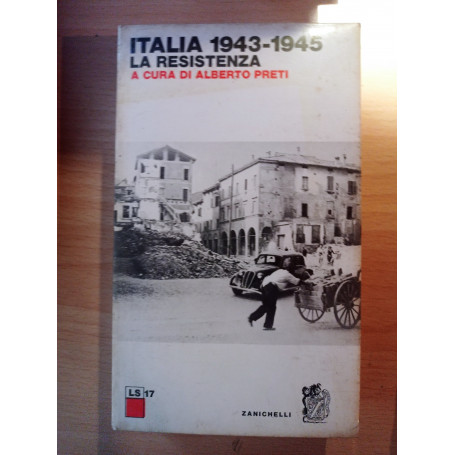 ITALIA 1943-1945
LA RESISTENZA
A CURA DI ALBERTO PRETI
LS 17
ZANICHELLI